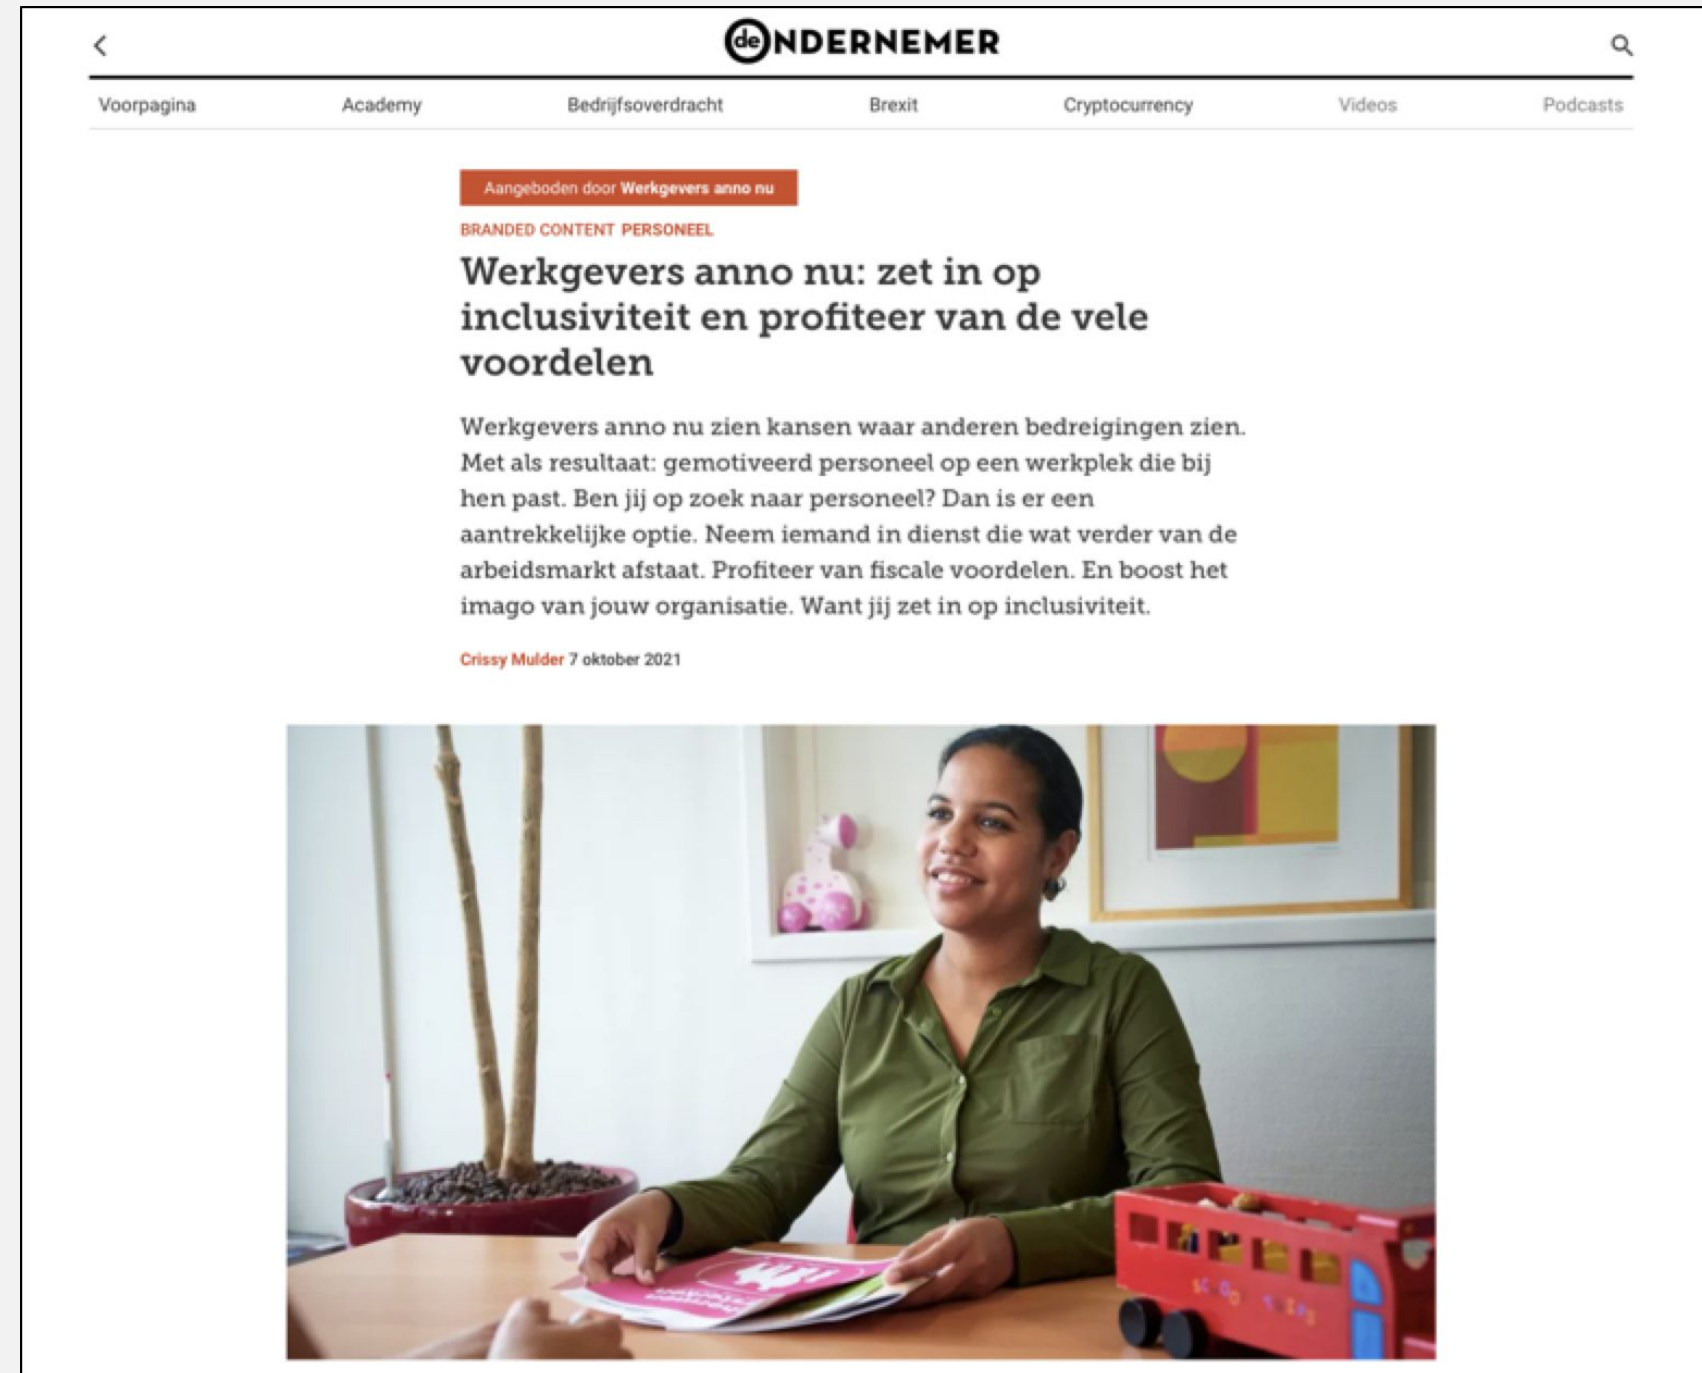 deONDERNEMER
Voorpagina Academy Bedrijfsoverdracht Brexit Cryptocurrency Videos Podcasts
Aangeboden door Werkgevers anno nu
BRANDED CONTENT PERSONEEL
Werkgevers anno nu: zet in op
inclusiviteit en profiteer van de vele
voordelen
Werkgevers anno nu zien kansen waar anderen bedreigingen zien.
Met als resultaat: gemotiveerd personeel op een werkplek die bij
hen past. Ben jij op zoek naar personeel? Dan is er een
aantrekkelijke optie. Neem iemand in dienst die wat verder van de
arbeidsmarkt afstaat. Profiteer van fiscale voordelen. En boost het
imago van jouw organisatie. Want jij zet in op inclusiviteit.
Crissy Mulder 7 oktober 2021